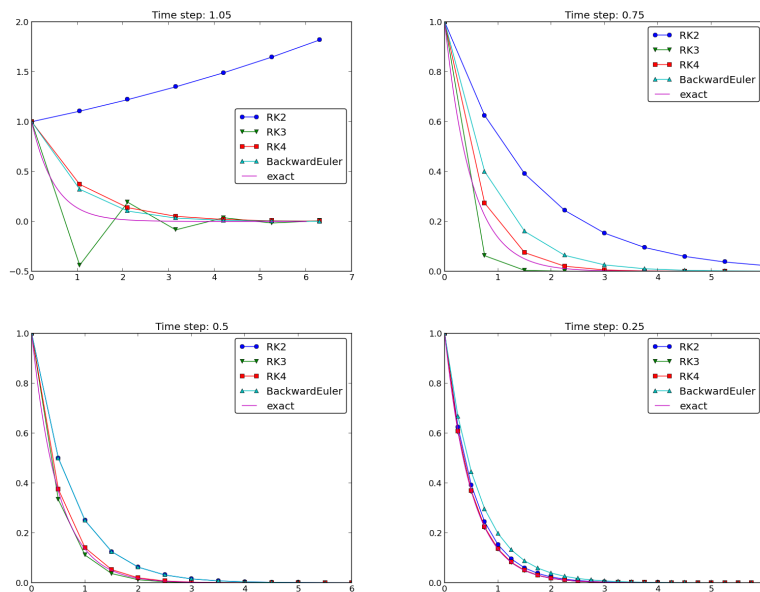 Time step: 1.05
2.0
1.5
1.0
0.5
0.0
−0.5
0
1
2
3
4
5
6
7
RK2
RK3
RK4
BackwardEuler
exact
Time step: 0.75
1.0
0.8
0.6
0.4
0.2
0.0
0
1
2
3
4
5
RK2
RK3
RK4
BackwardEuler
exact
Time step: 0.5
1.0
0.8
0.6
0.4
0.2
0.0
0
1
2
3
4
5
6
RK2
RK3
RK4
BackwardEuler
exact
Time step: 0.25
1.0
0.8
0.6
0.4
0.2
0.0
0
1
2
3
4
5
RK2
RK3
RK4
BackwardEuler
exact